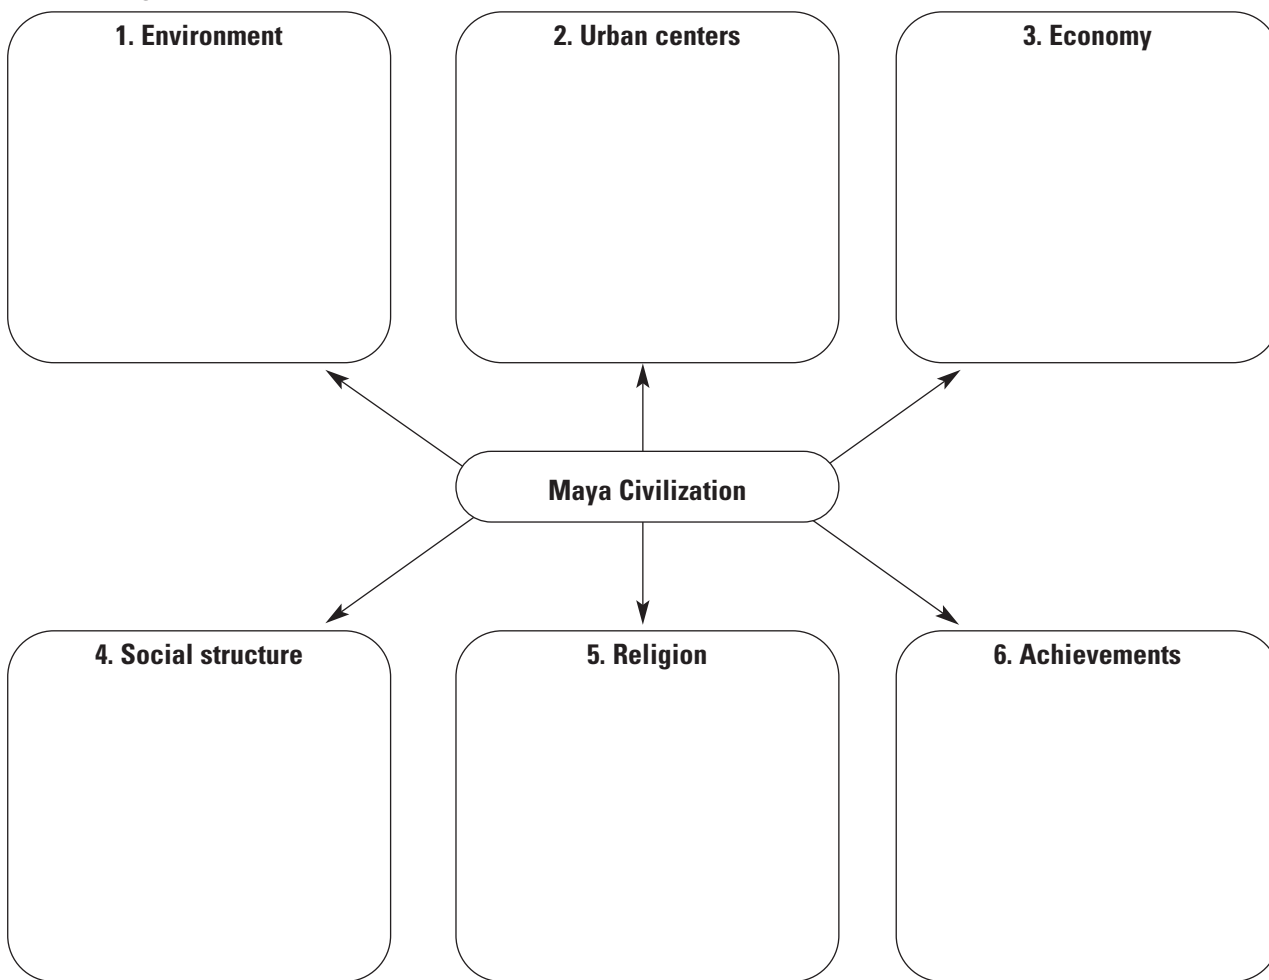 1. Environment
2. Urban centers
3. Economy
Maya Civilization
4. Social structure
5. Religion
6. Achievements